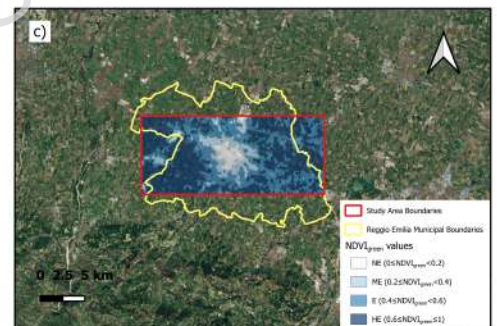 c)
0 2.5 5 km
Study Area Boundaries
Reggio Emilia Municipal Boundaries
NDVIgreen values
NE (0≤NDVIgreen<0.2)
ME (0.2≤NDVIgreen<0.4)
E (0.4≤NDVIgreen<0.6)
HE (0.6≤NDVIgreen≤1)